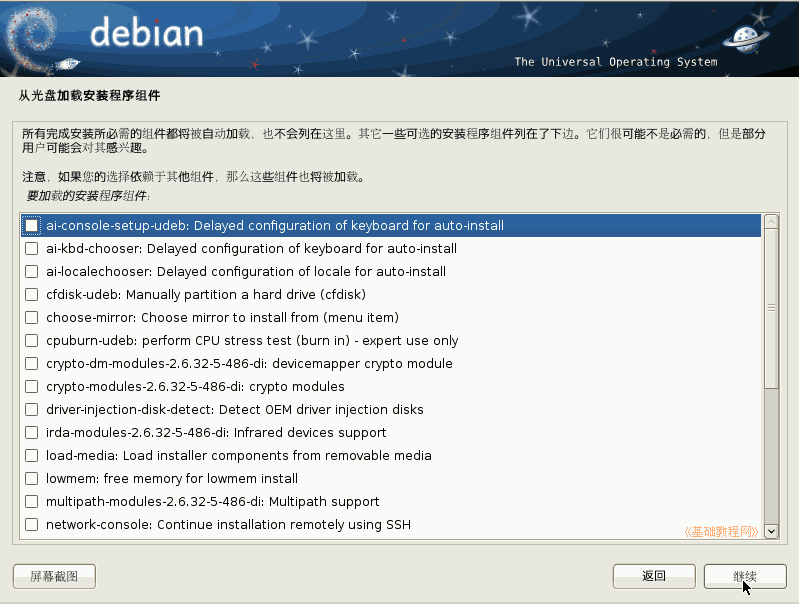 debian
The Universal Operating System
从光盘加载安装程序组件
所有完成安装所必需的组件都将被自动加载，也不会列在这里。其它一些可选的安装程序组件列在了下边。它们很可能不是必需的，但是部分
用户可能会对其感兴趣。
注意，如果您的选择依赖于其他组件，那么这些组件也将被加载。
要加载的安装程序组件:
ai-console-setup-udeb: Delayed configuration of keyboard for auto-install
ai-kbd-chooser: Delayed configuration of keyboard for auto-install
ai-localechooser: Delayed configuration of locale for auto-install
cfdisk-udeb: Manually partition a hard drive (cfdisk)
choose-mirror: Choose mirror to install from (menu item)
cpuburn-udeb: perform CPU stress test (burn in) - expert use only
crypto-dm-modules-2.6.32-5-486-di: devicemapper crypto module
crypto-modules-2.6.32-5-486-di: crypto modules
driver-injection-disk-detect: Detect OEM driver injection disks
irda-modules-2.6.32-5-486-di: Infrared devices support
load-media: Load installer components from removable media
lowmem: free memory for lowmem install
multipath-modules-2.6.32-5-486-di: Multipath support
network-console: Continue installation remotely using SSH
《基础教程网》
屏幕截图
返回
继续